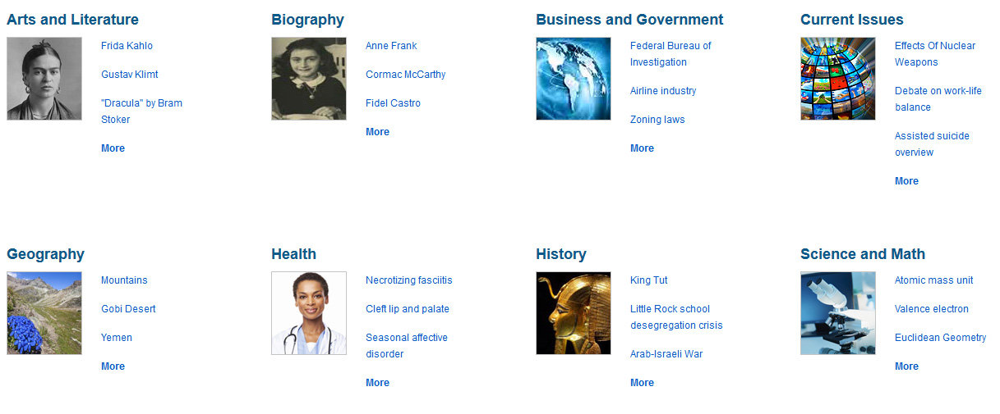 Arts and Literature
Frida Kahlo
Gustav Klimt
"Dracula" by Bram
Stoker
More
Biography
Anne Frank
Cormac McCarthy
Fidel Castro
More
Business and Government
Federal Bureau of
Investigation
Airline industry
Zoning laws
More
Current Issues
Effects Of Nuclear
Weapons
Debate on work-life
balance
Assisted suicide
overview
More
Geography
Mountains
Gobi Desert
Yemen
More
Health
Necrotizing fasciitis
Cleft lip and palate
Seasonal affective
disorder
More
History
King Tut
Little Rock school
desegregation crisis
Arab-Israeli War
More
Science and Math
Atomic mass unit
Valence electron
Euclidean Geometry
More